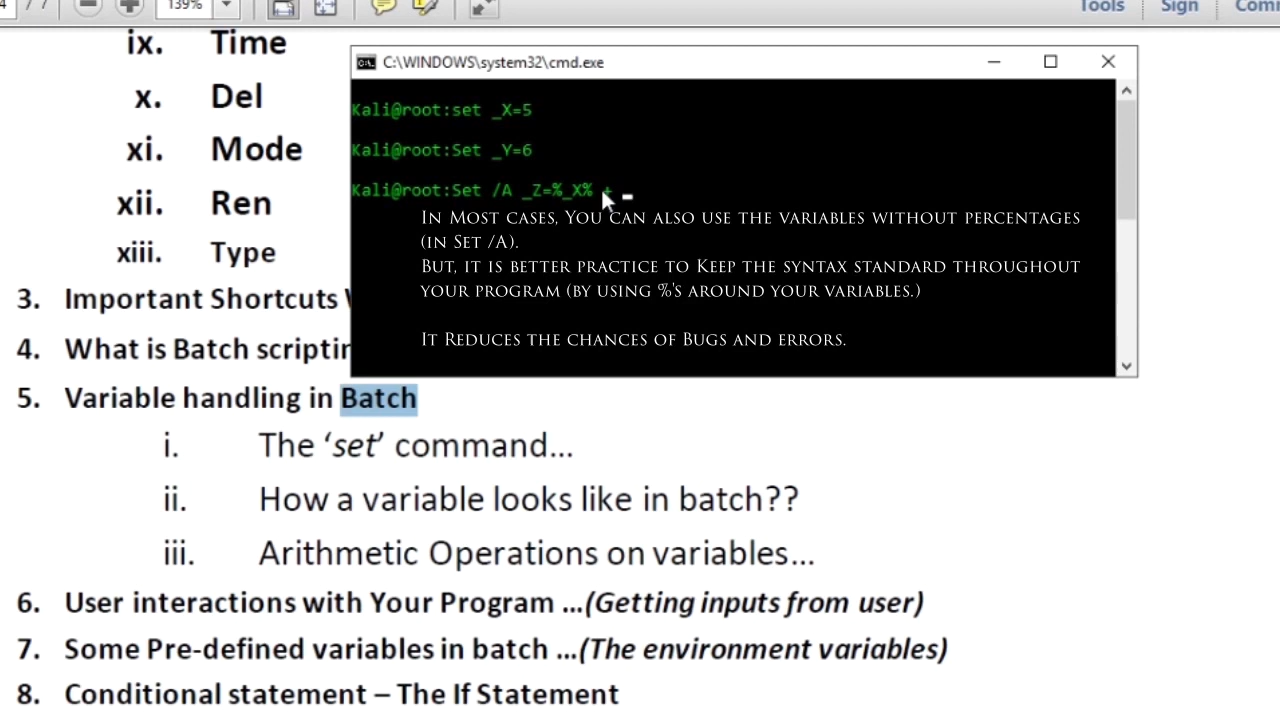 4 / 7
139%
Tools
Sign
Comm
ix. Time
x. Del
xi. Mode
xii. Ren
xiii. Type
3. Important Shortcuts
4. What is Batch scriptin
5. Variable handling in Batch
i. The ‘set’ command...
ii. How a variable looks like in batch??
iii. Arithmetic Operations on variables...
6. User interactions with Your Program ...(Getting inputs from user)
7. Some Pre-defined variables in batch ...(The environment variables)
8. Conditional statement – The If Statement
C:\WINDOWS\system32\cmd.exe
Kali@root:set _X=5
Kali@root:Set _Y=6
Kali@root:Set /A _Z=%_X% +
In Most cases, You can also use the variables without percentages
(in Set /A).
But, it is better practice to Keep the syntax standard throughout
your program (by using %'s around your variables.)
It Reduces the chances of Bugs and errors.